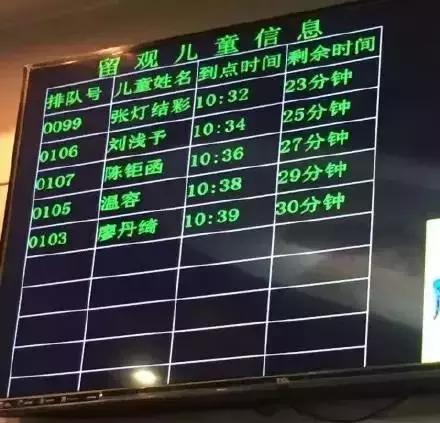 留观儿童信息
排队号 儿童姓名 到点时间 剩余时间
0099 张灯结彩 10:32 23分钟
0106 刘浅予 10:34 25分钟
0107 陈钜函 10:36 27分钟
0105 温容 10:38 29分钟
0103 廖丹绮 10:39 30分钟